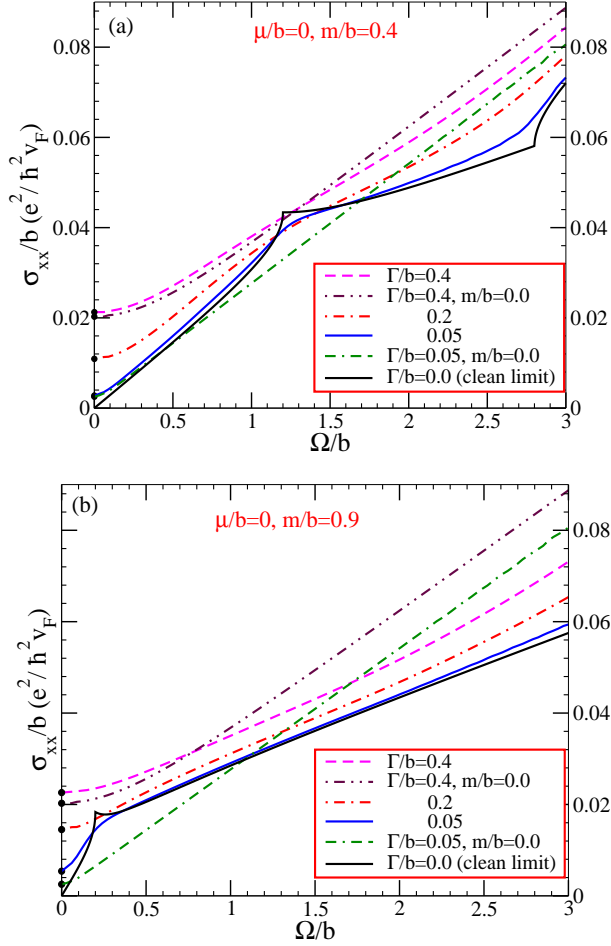 (a)
μ/b=0, m/b=0.4
σxx/b (e²/ħ²vF)
0.08
0.06
0.04
0.02
0
0.08
0.06
0.04
0.02
0
Γ/b=0.4
Γ/b=0.4, m/b=0.0
0.2
0.05
Γ/b=0.05, m/b=0.0
Γ/b=0.0 (clean limit)
0 0.5 1 1.5 2 2.5 3
Ω/b
(b)
μ/b=0, m/b=0.9
σxx/b (e²/ħ²vF)
0.08
0.06
0.04
0.02
0
Γ/b=0.4
Γ/b=0.4, m/b=0.0
0.2
0.05
Γ/b=0.05, m/b=0.0
Γ/b=0.0 (clean limit)
0 0.5 1 1.5 2 2.5 3
Ω/b